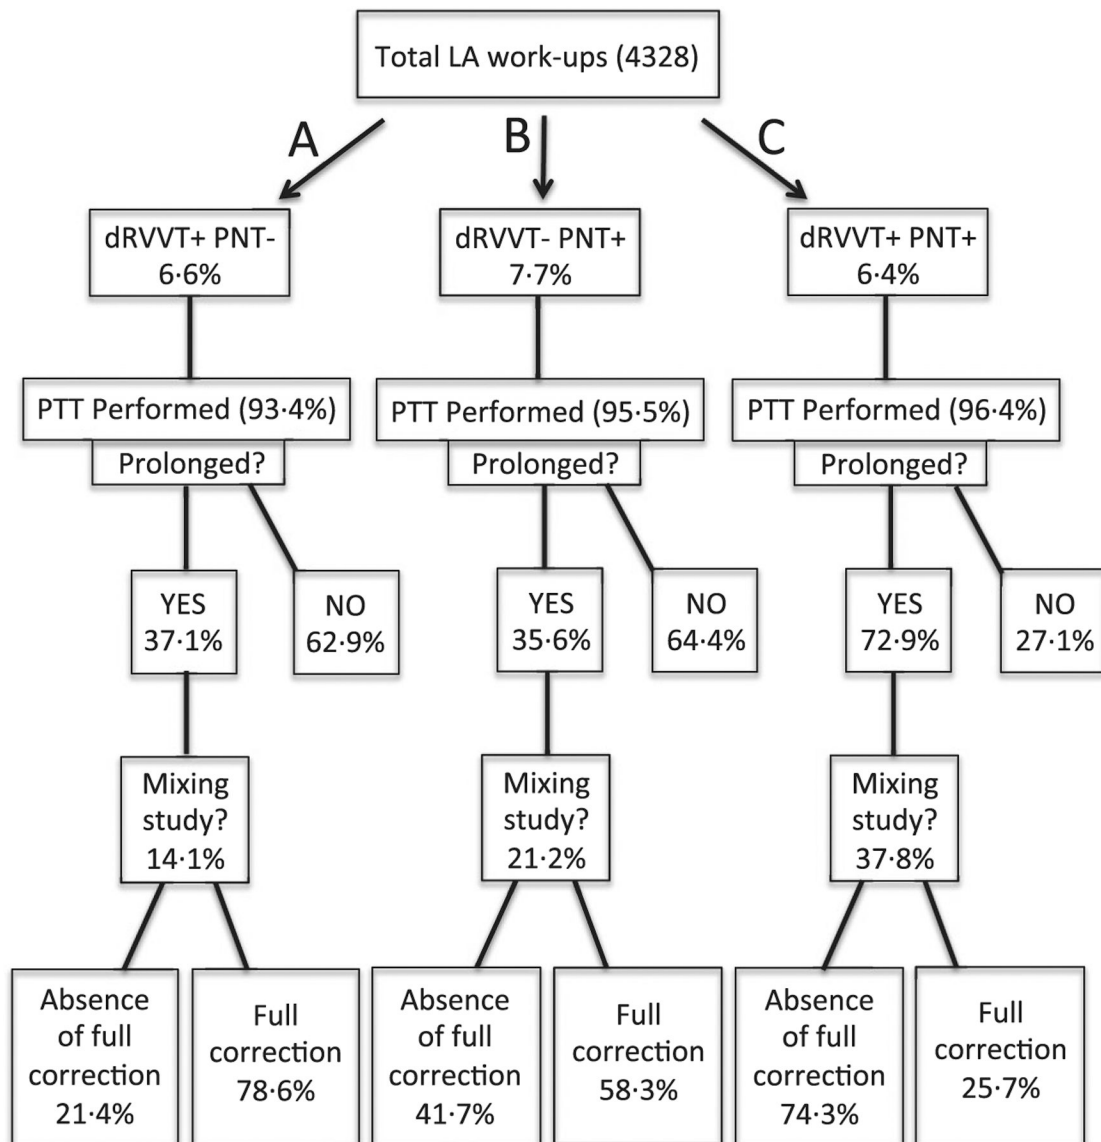 Total LA work-ups (4328)
A
B
C
dRVVT+ PNT-
6·6%
dRVVT- PNT+
7·7%
dRVVT+ PNT+
6·4%
PTT Performed (93·4%)
Prolonged?
PTT Performed (95·5%)
Prolonged?
PTT Performed (96·4%)
Prolonged?
YES
37·1%
NO
62·9%
YES
35·6%
NO
64·4%
YES
72·9%
NO
27·1%
Mixing
study?
14·1%
Mixing
study?
21·2%
Mixing
study?
37·8%
Absence
of full
correction
21·4%
Full
correction
78·6%
Absence
of full
correction
41·7%
Full
correction
58·3%
Absence
of full
correction
74·3%
Full
correction
25·7%